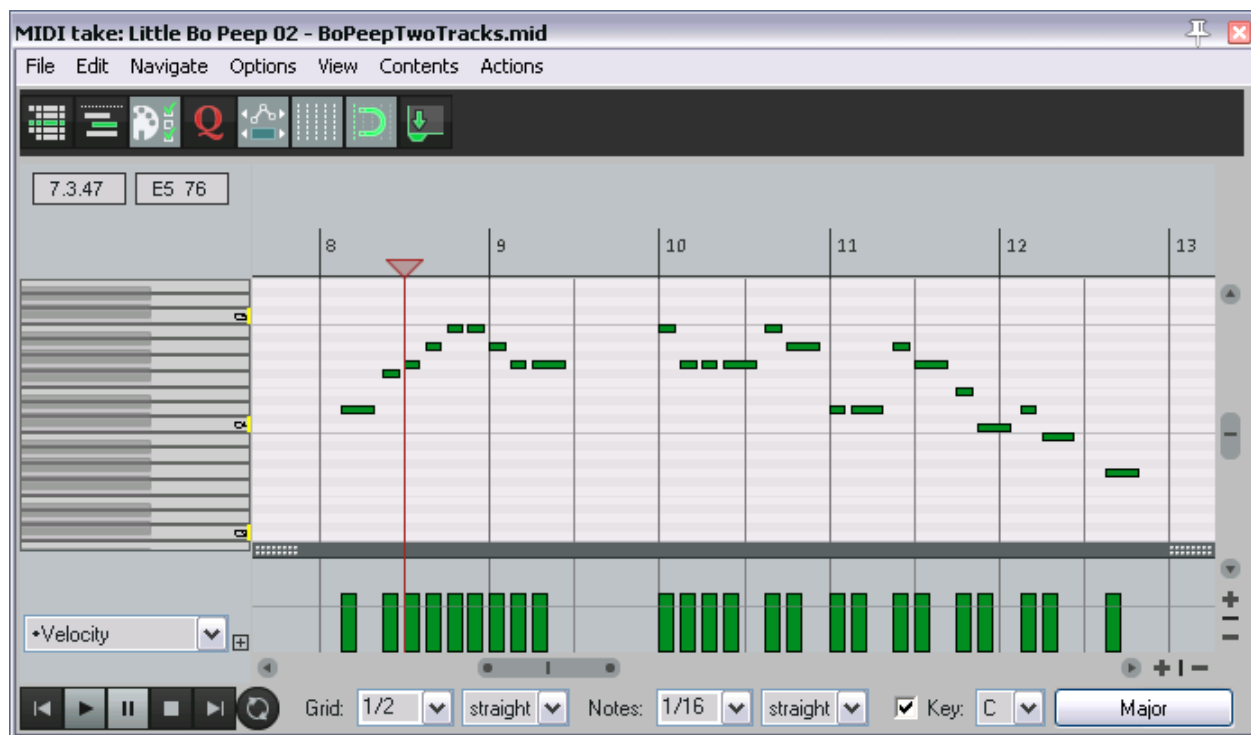 MIDI take: Little Bo Peep 02 - BoPeepTwoTracks.mid
File Edit Navigate Options View Contents Actions
Q
7.3.47 E5 76
8 9 10 11 12 13
C4
•Velocity
Grid: 1/2 straight Notes: 1/16 straight Key: C Major